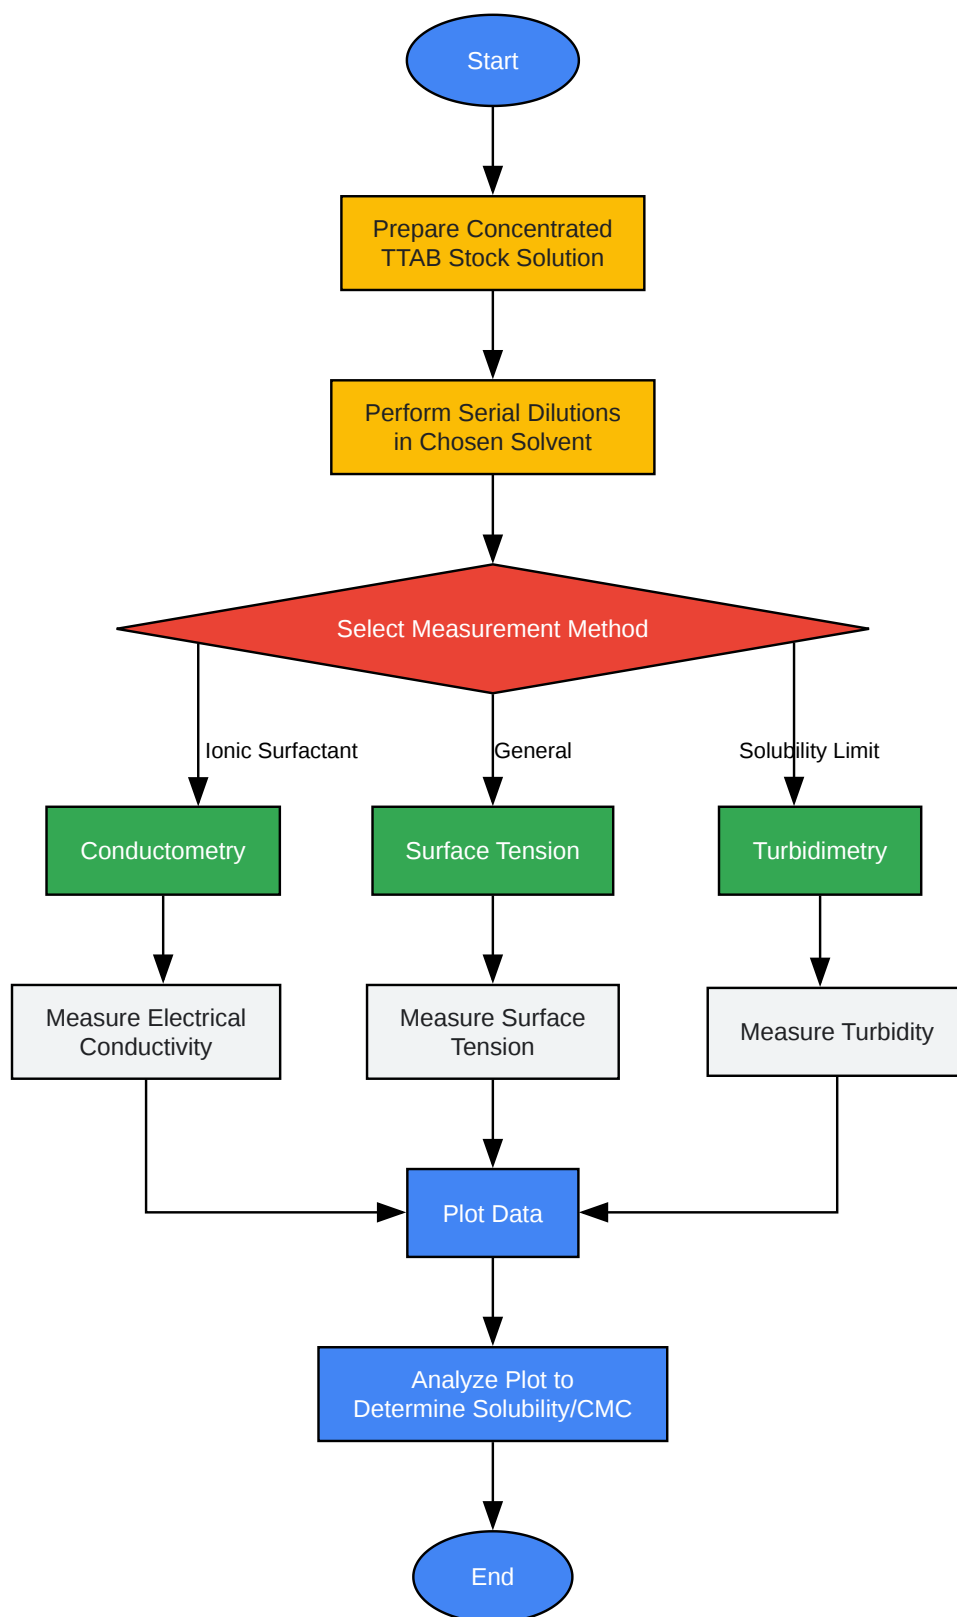 Start
Prepare Concentrated
TTAB Stock Solution
Perform Serial Dilutions
in Chosen Solvent
Select Measurement Method
Ionic Surfactant
General
Solubility Limit
Conductometry
Surface Tension
Turbidimetry
Measure Electrical
Conductivity
Measure Surface
Tension
Measure Turbidity
Plot Data
Analyze Plot to
Determine Solubility/CMC
End